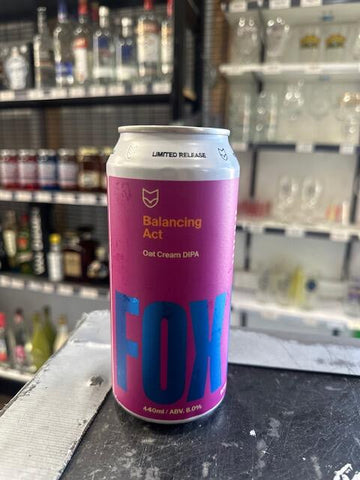 LIMITED RELEASE
Balancing
Act
Oat Cream DIPA
FOX
440ml / ABV. 8.0%